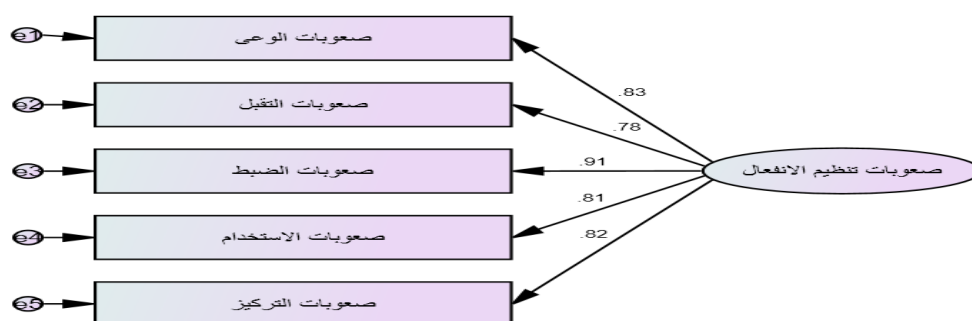 e1
صعوبات الوعى
.83
e2
صعوبات التقبل
.78
e3
صعوبات الضبط
.91
صعوبات تنظيم الانفعال
e4
صعوبات الاستخدام
.81
e5
صعوبات التركيز
.82